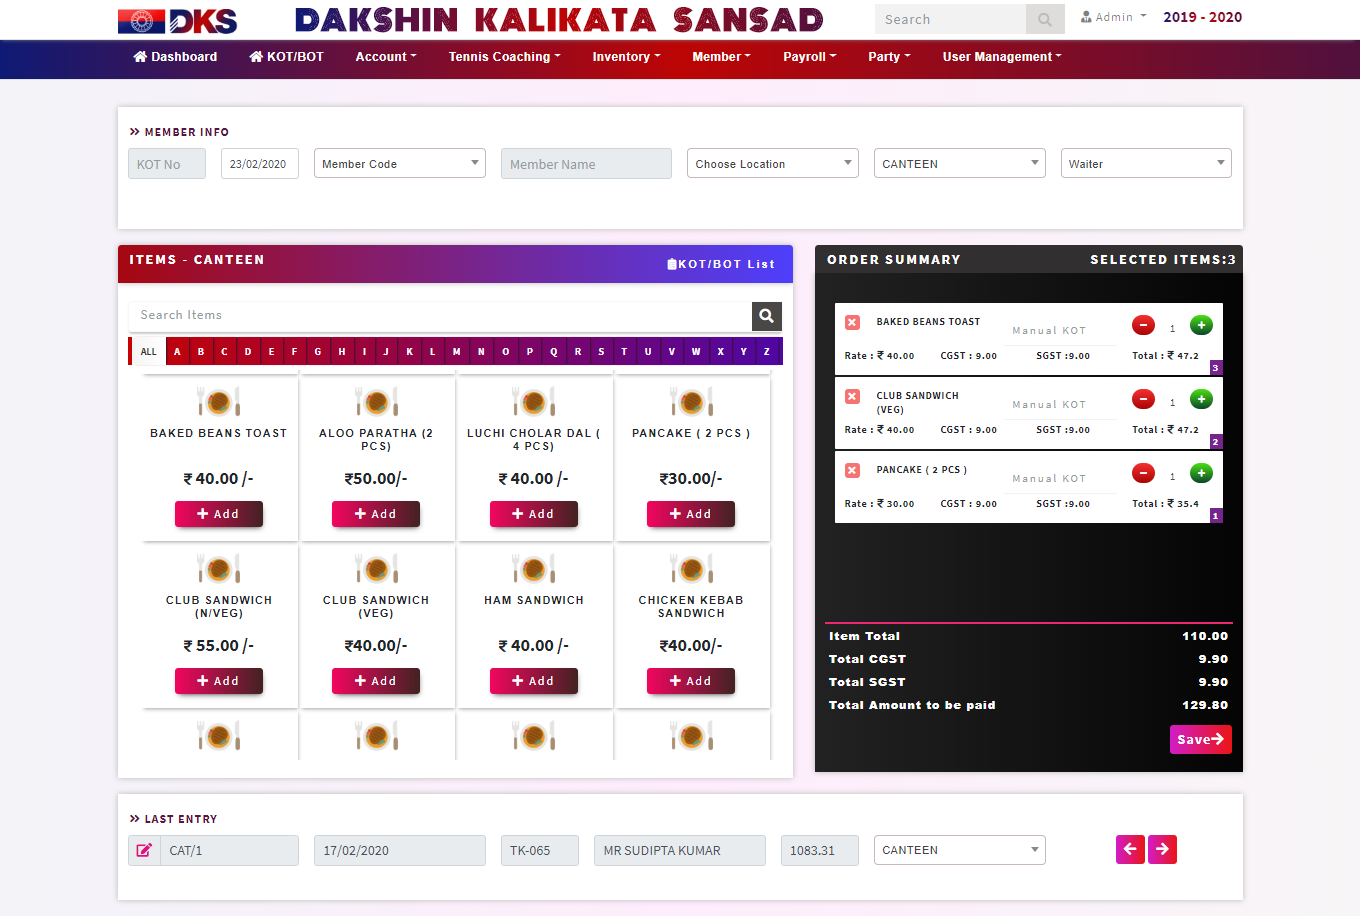 DKS DAKSHIN KALIKATA SANSAD Search Admin 2019 - 2020
Dashboard KOT/BOT Account Tennis Coaching Inventory Member Payroll Party User Management
MEMBER INFO
KOT No 23/02/2020 Member Code Member Name Choose Location CANTEEN Waiter
ITEMS - CANTEEN KOT/BOT List
Search Items
ALL A B C D E F G H I J K L M N O P Q R S T U V W X Y Z
BAKED BEANS TOAST
₹ 40.00 /-
Add
ALOO PARATHA (2
PCS)
₹50.00/-
Add
LUCHI CHOLAR DAL (
4 PCS)
₹ 40.00 /-
Add
PANCAKE ( 2 PCS )
₹30.00/-
Add
CLUB SANDWICH
(N/VEG)
₹ 55.00 /-
Add
CLUB SANDWICH
(VEG)
₹40.00/-
Add
HAM SANDWICH
₹ 40.00 /-
Add
CHICKEN KEBAB
SANDWICH
₹40.00/-
Add
ORDER SUMMARY SELECTED ITEMS:3
BAKED BEANS TOAST Manual KOT 1
Rate : ₹ 40.00 CGST : 9.00 SGST :9.00 Total : ₹ 47.2
3
CLUB SANDWICH
(VEG) Manual KOT 1
Rate : ₹ 40.00 CGST : 9.00 SGST :9.00 Total : ₹ 47.2
2
PANCAKE ( 2 PCS ) Manual KOT 1
Rate : ₹ 30.00 CGST : 9.00 SGST :9.00 Total : ₹ 35.4
1
Item Total 110.00
Total CGST 9.90
Total SGST 9.90
Total Amount to be paid 129.80
Save
LAST ENTRY
CAT/1 17/02/2020 TK-065 MR SUDIPTA KUMAR 1083.31 CANTEEN